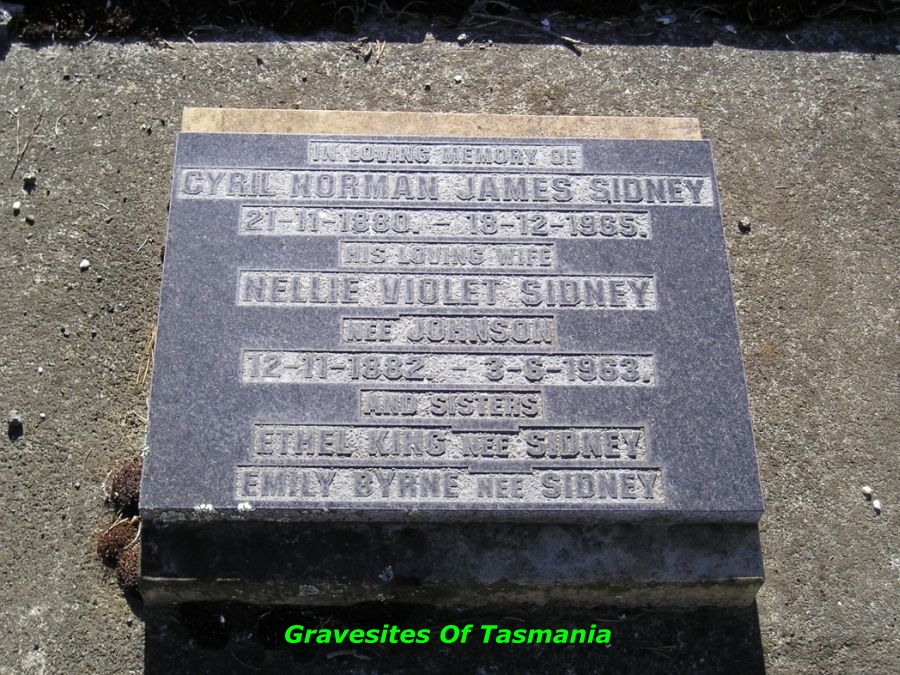 IN LOVING MEMORY OF
CYRIL NORMAN JAMES SIDNEY
21-11-1880. - 18-12-1965.
HIS LOVING WIFE
NELLIE VIOLET SIDNEY
NEE JOHNSON
12-11-1882. - 3-6-1963.
AND SISTERS
ETHEL KING NEE SIDNEY
EMILY BYRNE NEE SIDNEY
Gravesites Of Tasmania